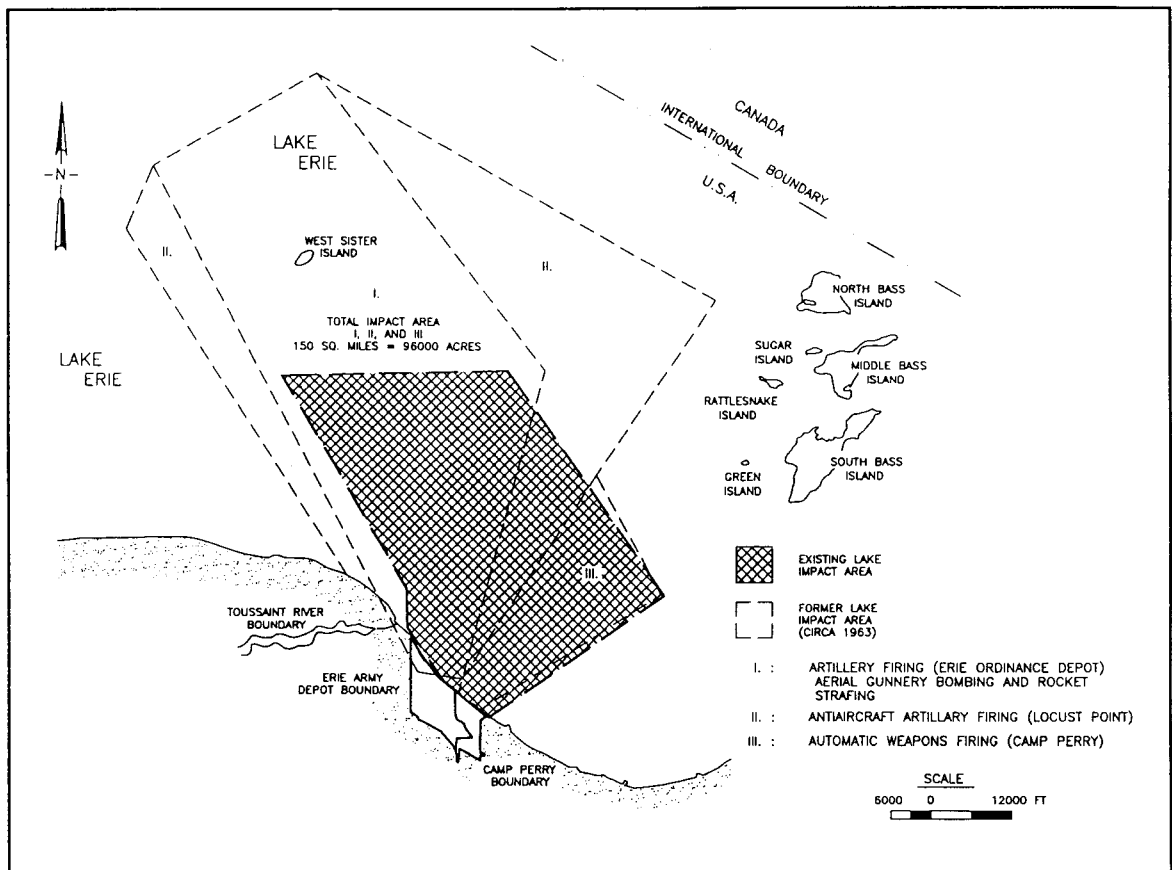 CANADA
INTERNATIONAL BOUNDARY
U.S.A.
LAKE
ERIE
-N-
II.
WEST SISTER
ISLAND
II.
I.
TOTAL IMPACT AREA
I, II, AND III
150 SQ. MILES = 96000 ACRES
NORTH BASS
ISLAND
SUGAR
ISLAND
MIDDLE BASS
ISLAND
RATTLESNAKE
ISLAND
LAKE
ERIE
SOUTH BASS
ISLAND
GREEN
ISLAND
III.
TOUSSAINT RIVER
BOUNDARY
ERIE ARMY
DEPOT BOUNDARY
CAMP PERRY
BOUNDARY
EXISTING LAKE
IMPACT AREA
FORMER LAKE
IMPACT AREA
(CIRCA 1963)
I. : ARTILLERY FIRING (ERIE ORDINANCE DEPOT)
AERIAL GUNNERY BOMBING AND ROCKET
STRAFING
II. : ANTIAIRCRAFT ARTILLARY FIRING (LOCUST POINT)
III. : AUTOMATIC WEAPONS FIRING (CAMP PERRY)
SCALE
6000 0 12000 FT